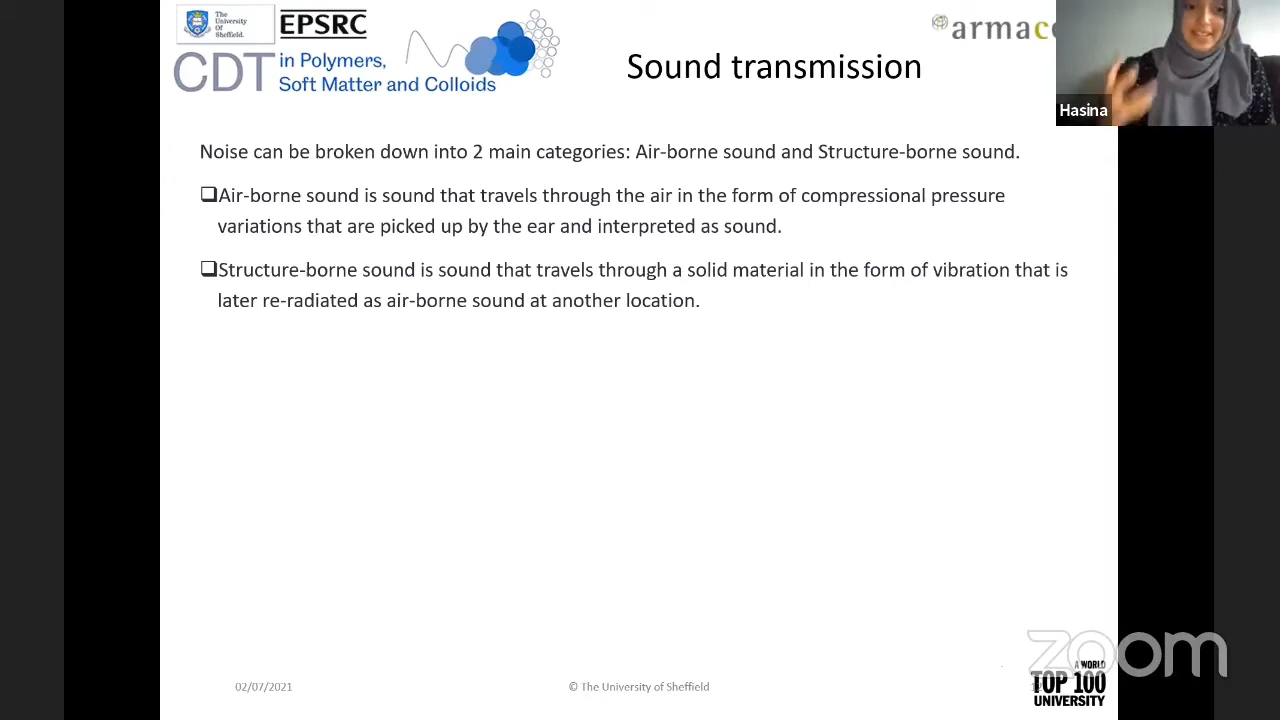 The
University
Of
Sheffield.
EPSRC
CDT
in Polymers,
Soft Matter and Colloids
Sound transmission
Hasina
Noise can be broken down into 2 main categories: Air-borne sound and Structure-borne sound.
Air-borne sound is sound that travels through the air in the form of compressional pressure
variations that are picked up by the ear and interpreted as sound.
Structure-borne sound is sound that travels through a solid material in the form of vibration that is
later re-radiated as air-borne sound at another location.
02/07/2021
© The University of Sheffield
zoom
A WORLD
TOP 100
UNIVERSITY